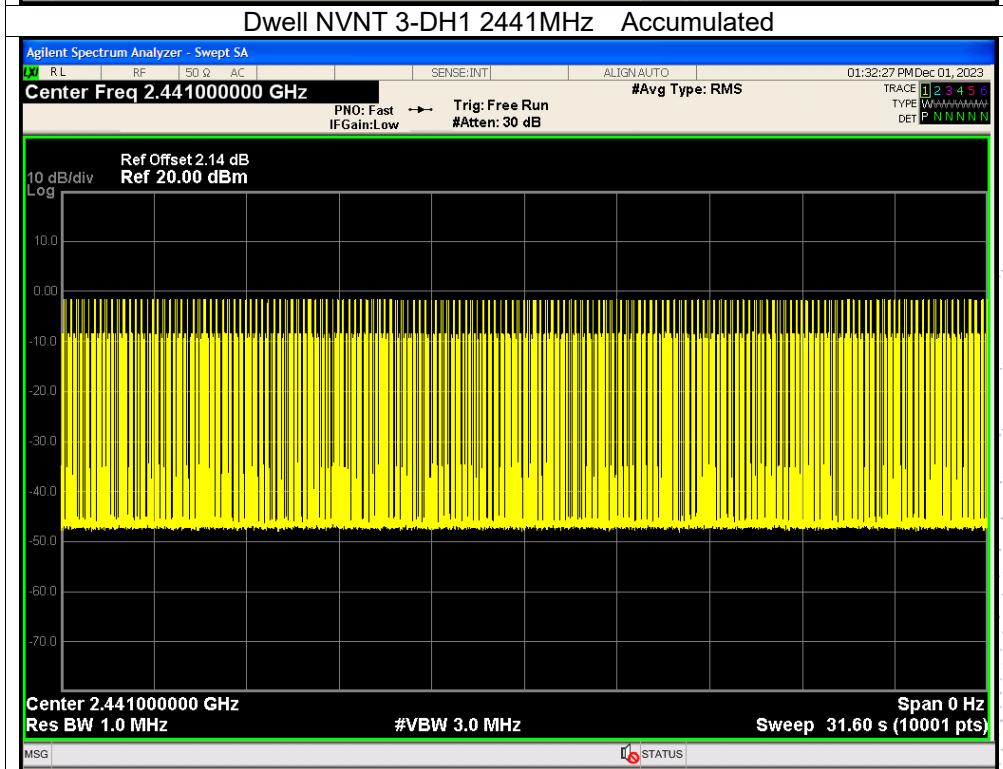 Dwell NVNT 3-DH1 2441MHz Accumulated
Agilent Spectrum Analyzer - Swept SA
LXI RL RF 50 Ω AC SENSE:INT ALIGN AUTO 01:32:27 PM Dec 01, 2023
Center Freq 2.441000000 GHz #Avg Type: RMS TRACE 1 2 3 4 5 6
PNO: Fast Trig: Free Run TYPE WWWWWW
IFGain:Low #Atten: 30 dB DET P N N N N N
Ref Offset 2.14 dB
10 dB/div Ref 20.00 dBm
Log
10.0
0.00
-10.0
-20.0
-30.0
-40.0
-50.0
-60.0
-70.0
Center 2.441000000 GHz Span 0 Hz
Res BW 1.0 MHz #VBW 3.0 MHz Sweep 31.60 s (10001 pts)
MSG STATUS